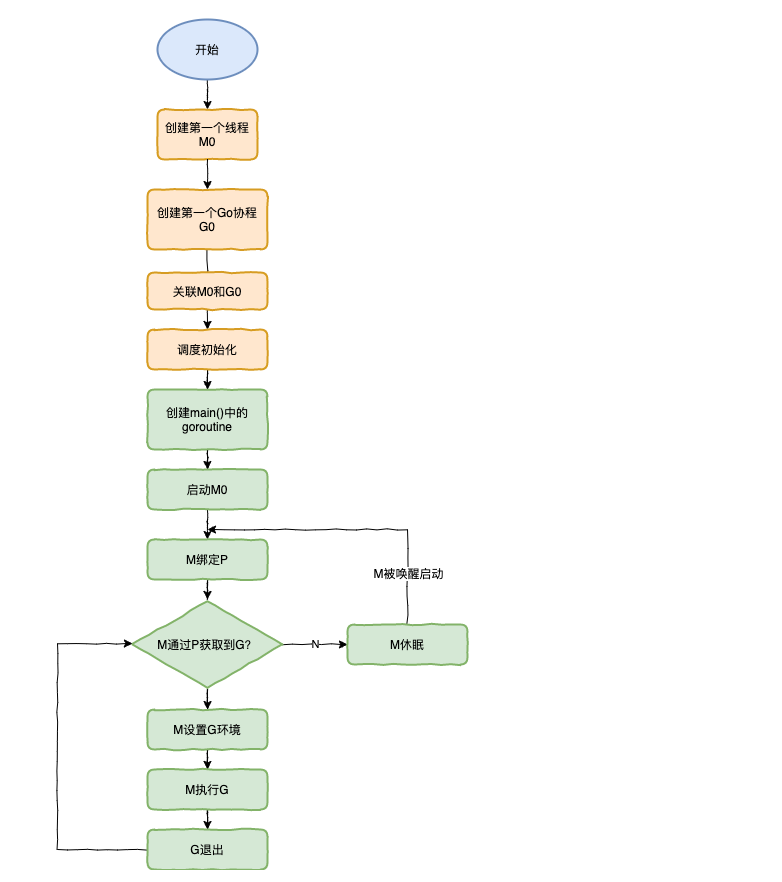 开始
创建第一个线程
M0
创建第一个Go协程
G0
关联M0和G0
调度初始化
创建main()中的
goroutine
启动M0
M绑定P
M被唤醒启动
M通过P获取到G?
N
M休眠
M设置G环境
M执行G
G退出